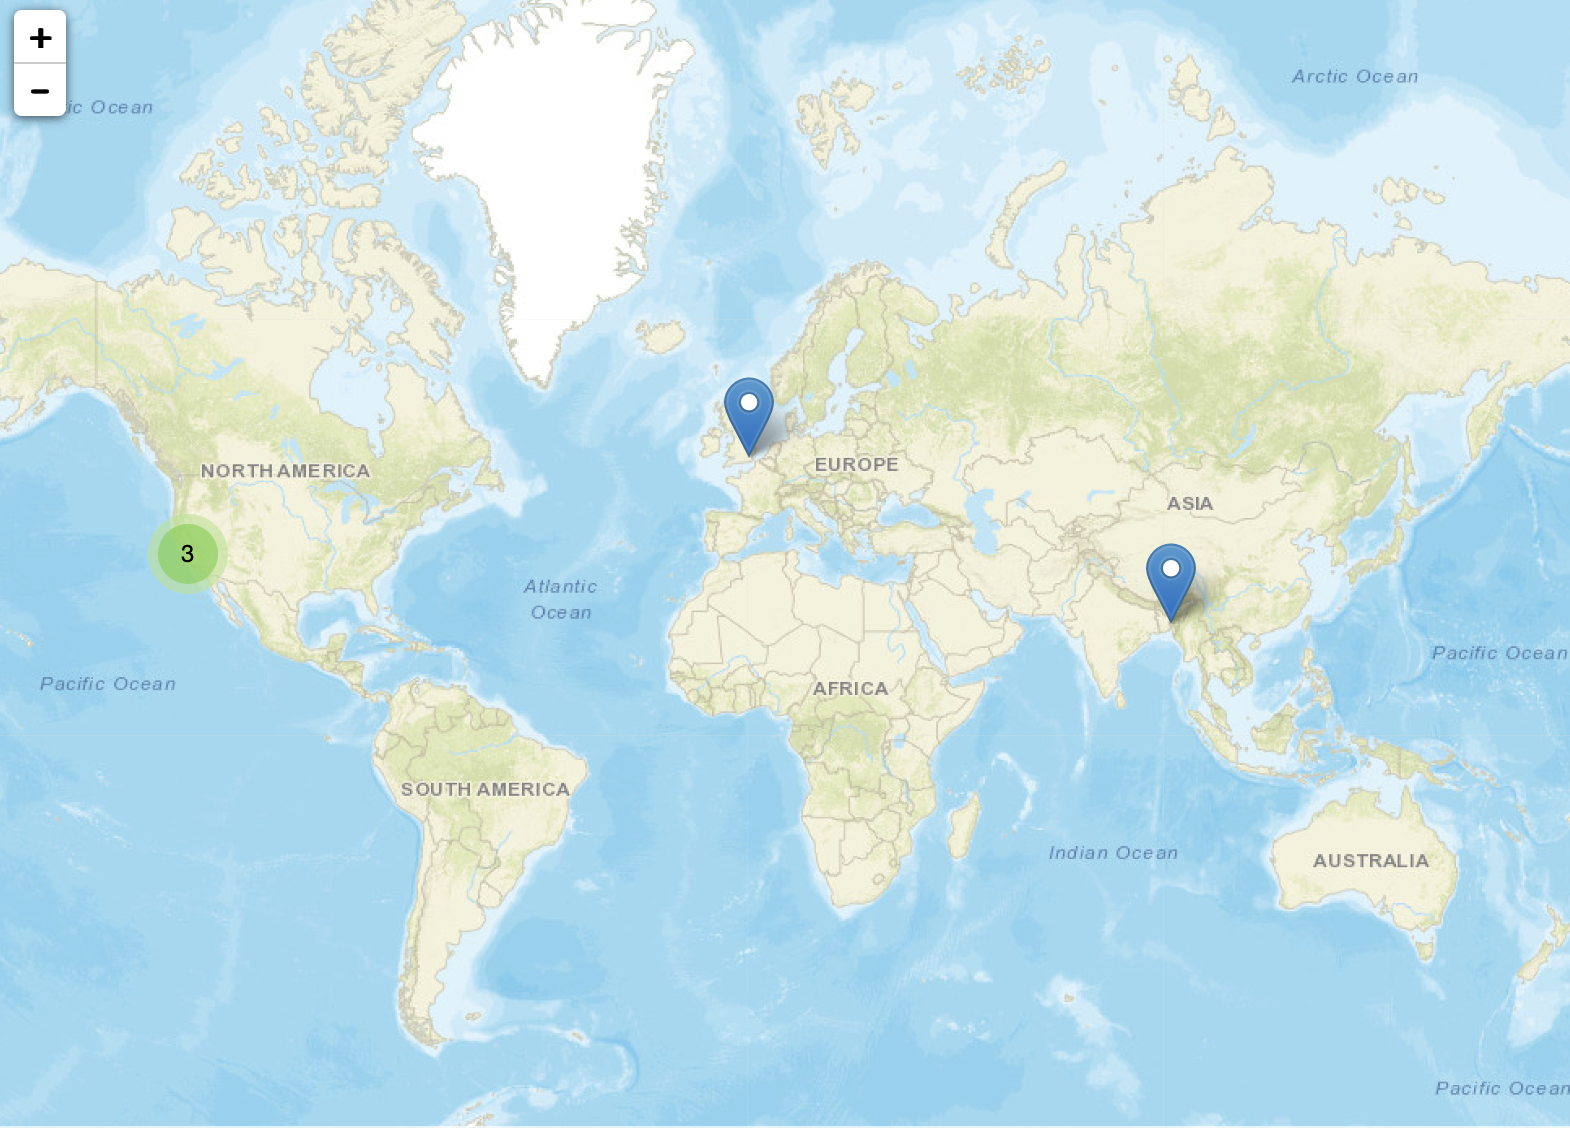 +
−
ic Ocean
Arctic Ocean
NORTH AMERICA
EUROPE
ASIA
3
Atlantic
Ocean
Pacific Ocean
Pacific Ocean
AFRICA
SOUTH AMERICA
Indian Ocean
AUSTRALIA
Pacific Ocean